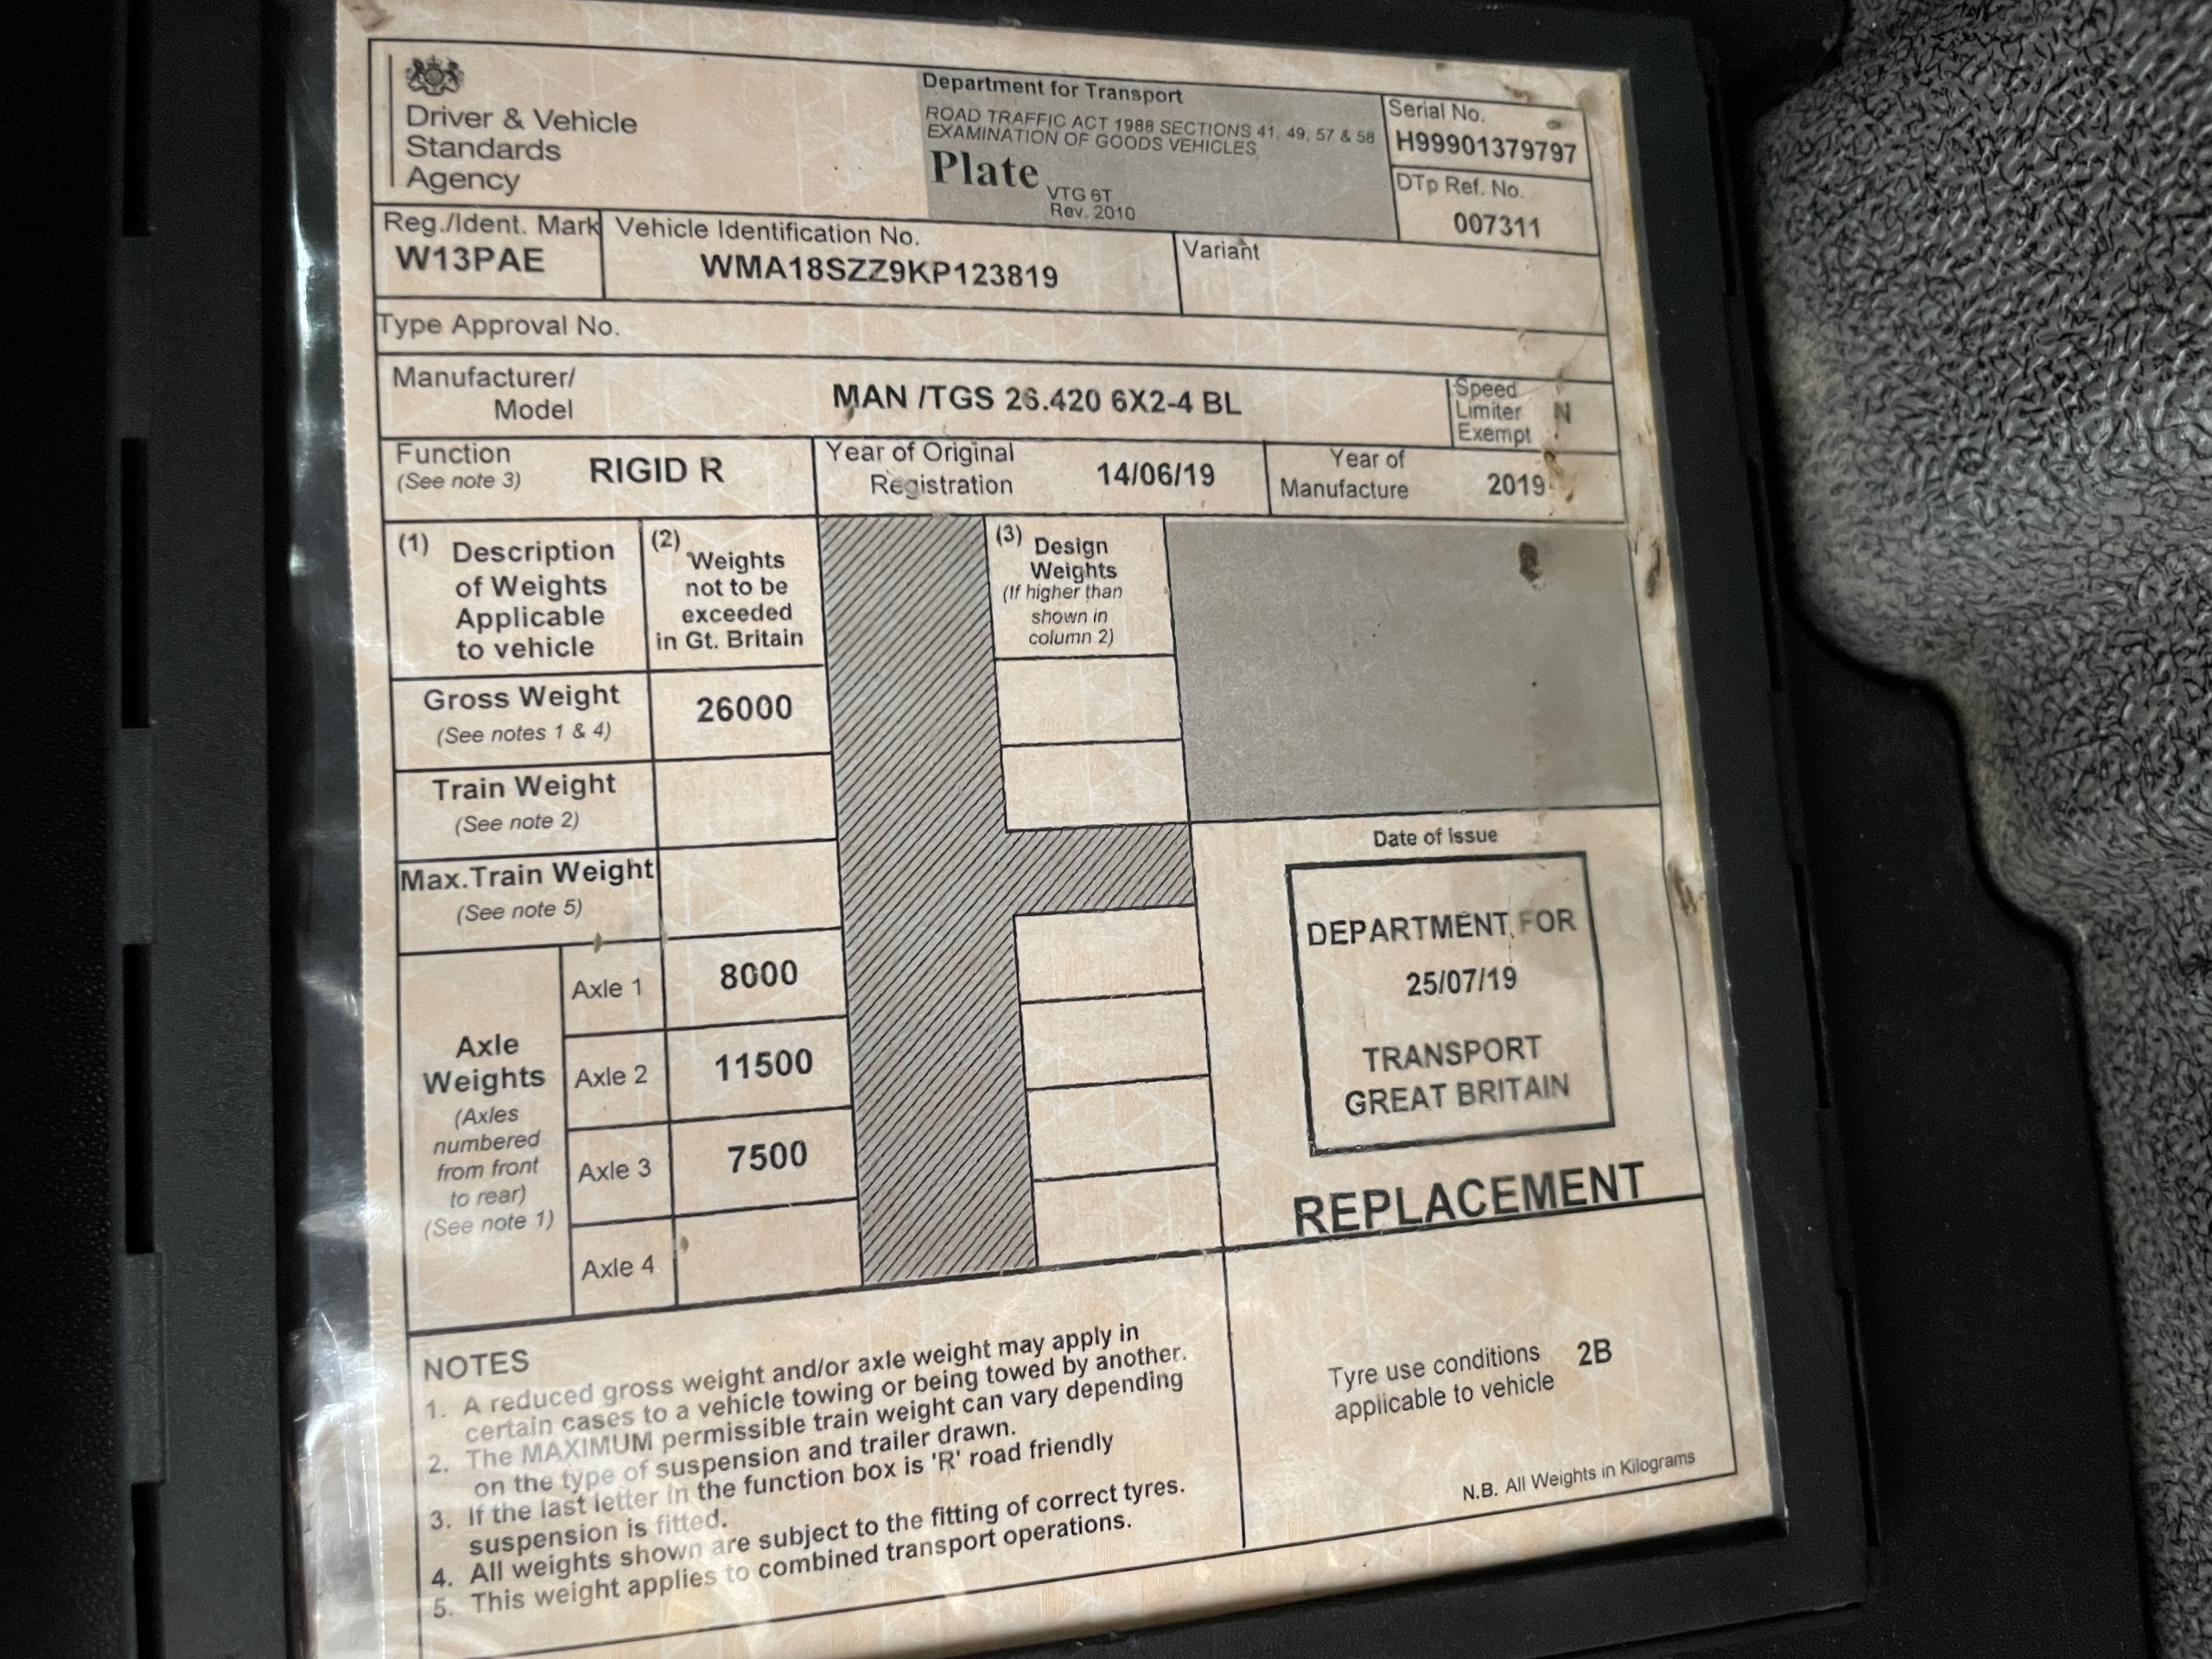 Driver & Vehicle
Standards
Agency
Department for Transport
ROAD TRAFFIC ACT 1988 SECTIONS 41, 49, 57 & 58
EXAMINATION OF GOODS VEHICLES
Plate VTG 6T
Rev. 2010
Serial No.
H99901379797
DTp Ref. No.
007311
Reg./Ident. Mark
W13PAE
Vehicle Identification No.
WMA18SZZ9KP123819
Variant
Type Approval No.
Manufacturer/
Model
MAN /TGS 26.420 6X2-4 BL
Speed
Limiter N
Exempt
Function
(See note 3)
RIGID R
Year of Original
Registration
14/06/19
Year of
Manufacture
2019
(1) Description
of Weights
Applicable
to vehicle
(2) Weights
not to be
exceeded
in Gt. Britain
(3) Design
Weights
(If higher than
shown in
column 2)
Gross Weight 26000
(See notes 1 & 4)
Train Weight
(See note 2)
Max.Train Weight
(See note 5)
Axle
Weights
(Axles
numbered
from front
to rear)
(See note 1)
Axle 1 8000
Axle 2 11500
Axle 3 7500
Axle 4
Date of issue
DEPARTMENT FOR
25/07/19
TRANSPORT
GREAT BRITAIN
REPLACEMENT
NOTES
1. A reduced gross weight and/or axle weight may apply in
certain cases to a vehicle towing or being towed by another.
2. The MAXIMUM permissible train weight can vary depending
on the type of suspension and trailer drawn.
3. If the last letter in the function box is 'R' road friendly
suspension is fitted.
4. All weights shown are subject to the fitting of correct tyres.
5. This weight applies to combined transport operations.
Tyre use conditions 2B
applicable to vehicle
N.B. All Weights in Kilograms